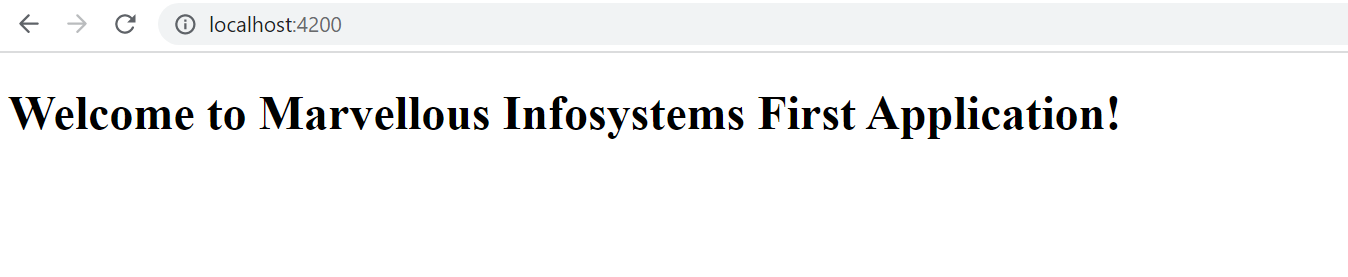 localhost:4200
Welcome to Marvellous Infosystems First Application!